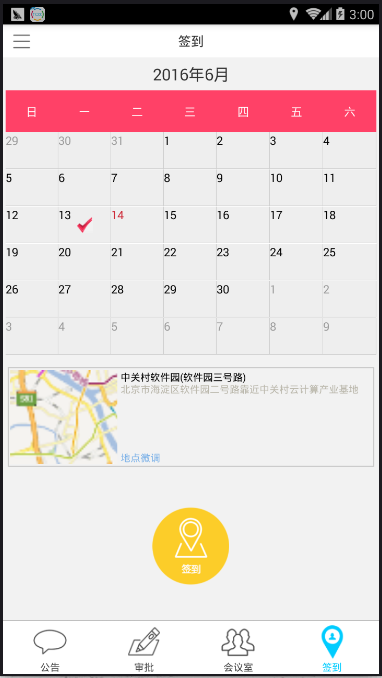 3:00
签到
2016年6月
日 一 二 三 四 五 六
29 30 31 1 2 3 4
5 6 7 8 9 10 11
12 13 14 15 16 17 18
19 20 21 22 23 24 25
26 27 28 29 30 1 2
3 4 5 6 7 8 9
中关村软件园(软件园三号路)
北京市海淀区软件园二号路靠近中关村云计算产业基地
地点微调
签到
公告 审批 会议室 签到